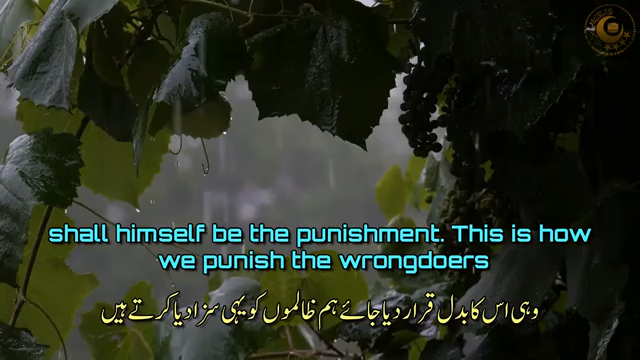 shall himself be the punishment. This is how
we punish the wrongdoers
وہی اس کا بدل قرار دیا جائے ہم ظالموں کو یہی سزا دیا کرتے ہیں